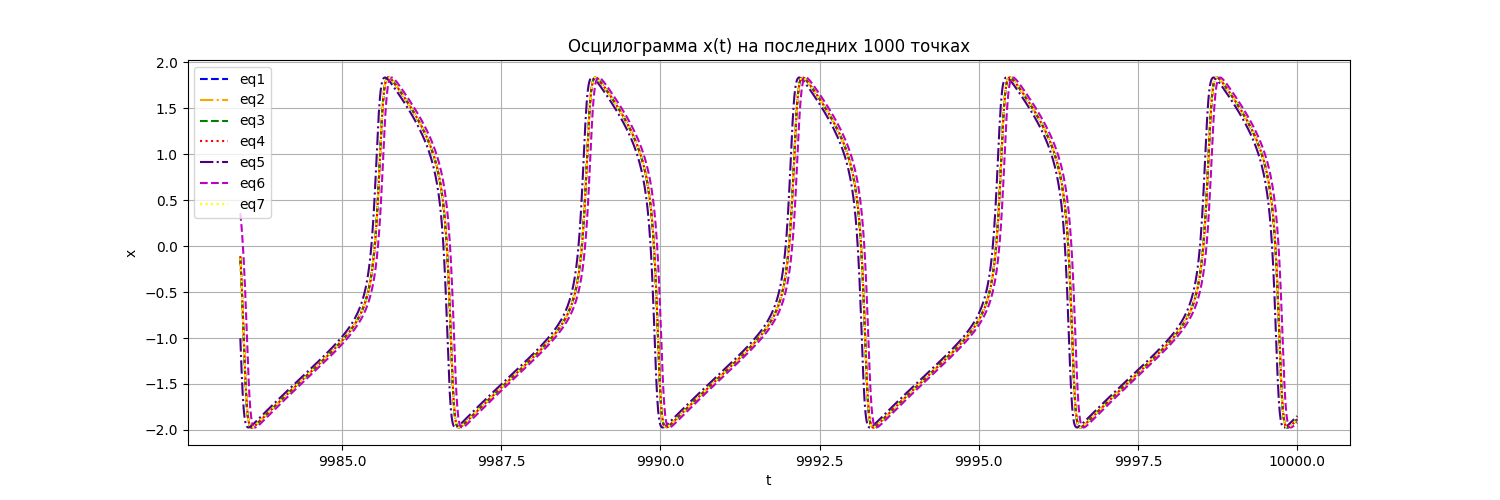 Осцилограмма x(t) на последних 1000 точках
2.0
1.5
1.0
0.5
0.0
−0.5
−1.0
−1.5
−2.0
x
eq1
eq2
eq3
eq4
eq5
eq6
eq7
9985.0 9987.5 9990.0 9992.5 9995.0 9997.5 10000.0
t